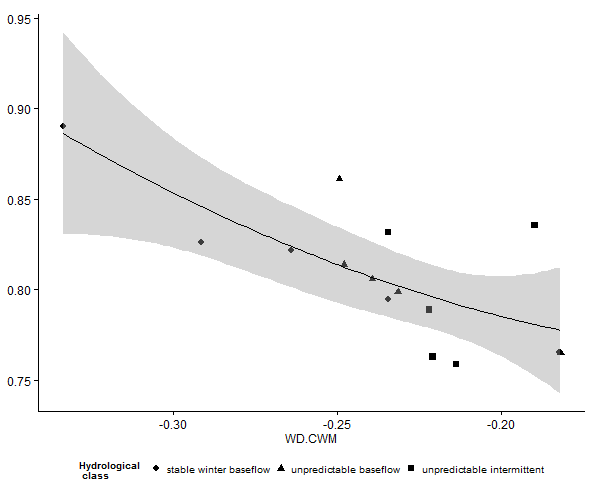 0.95
0.90
0.85
0.80
0.75
-0.30 -0.25 -0.20
WD.CWM
Hydrological
class
stable winter baseflow unpredictable baseflow unpredictable intermittent